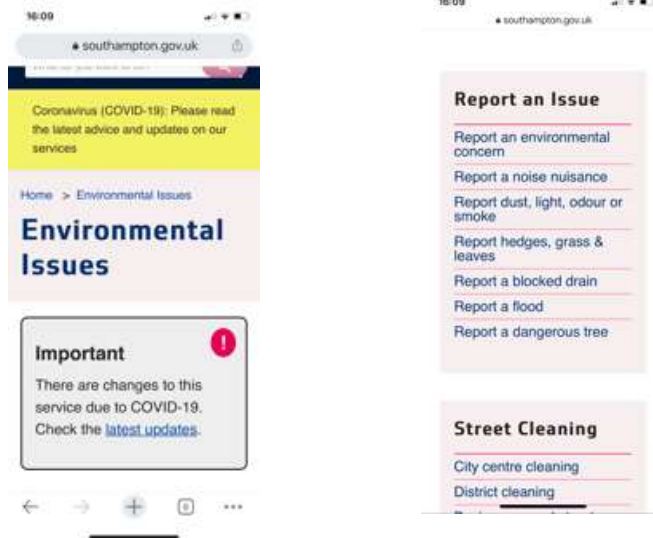 16:09
southampton.gov.uk
Coronavirus (COVID-19): Please read
the latest advice and updates on our
services
Home > Environmental Issues
Environmental
Issues
Important
There are changes to this
service due to COVID-19.
Check the latest updates.
16:09
southampton.gov.uk
Report an Issue
Report an environmental
concern
Report a noise nuisance
Report dust, light, odour or
smoke
Report hedges, grass &
leaves
Report a blocked drain
Report a flood
Report a dangerous tree
Street Cleaning
City centre cleaning
District cleaning